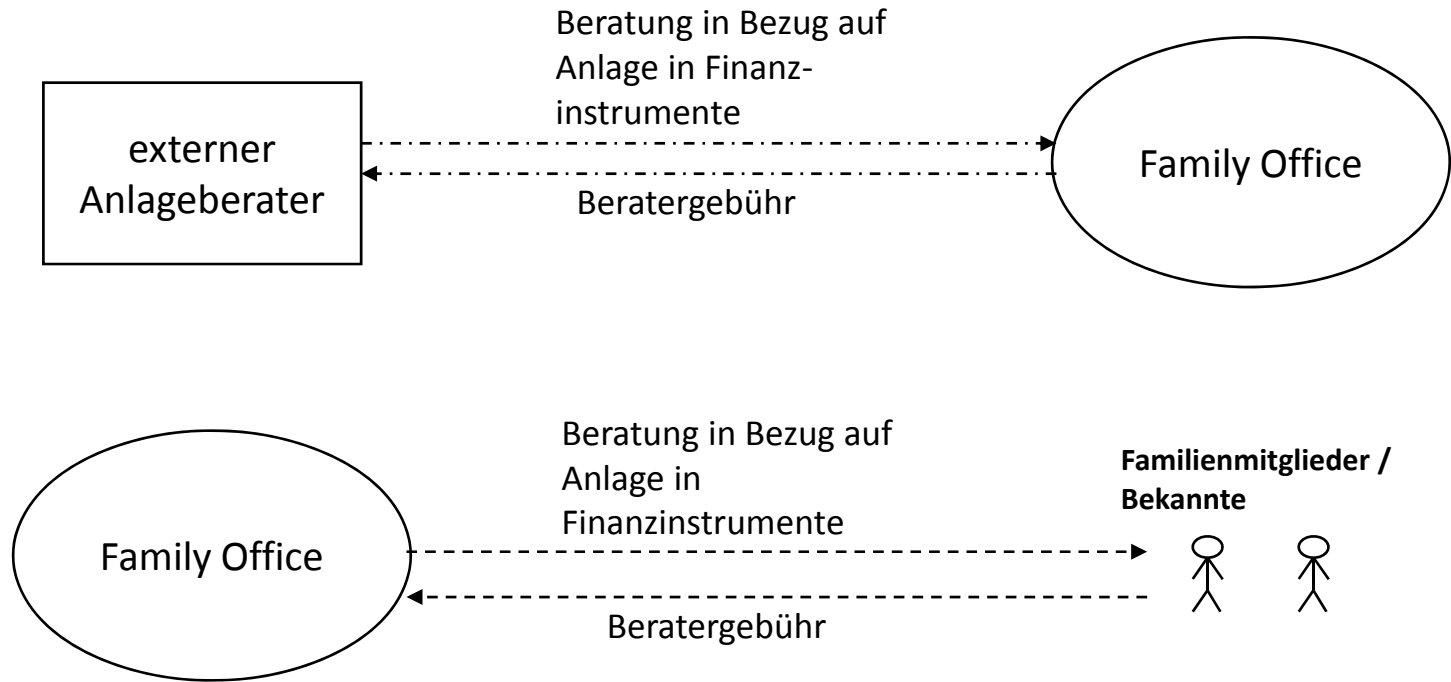 Beratung in Bezug auf
Anlage in Finanz-
instrumente
externer
Anlageberater
Family Office
Beratergebühr
Beratung in Bezug auf
Anlage in
Finanzinstrumente
Familienmitglieder /
Bekannte
Family Office
Beratergebühr